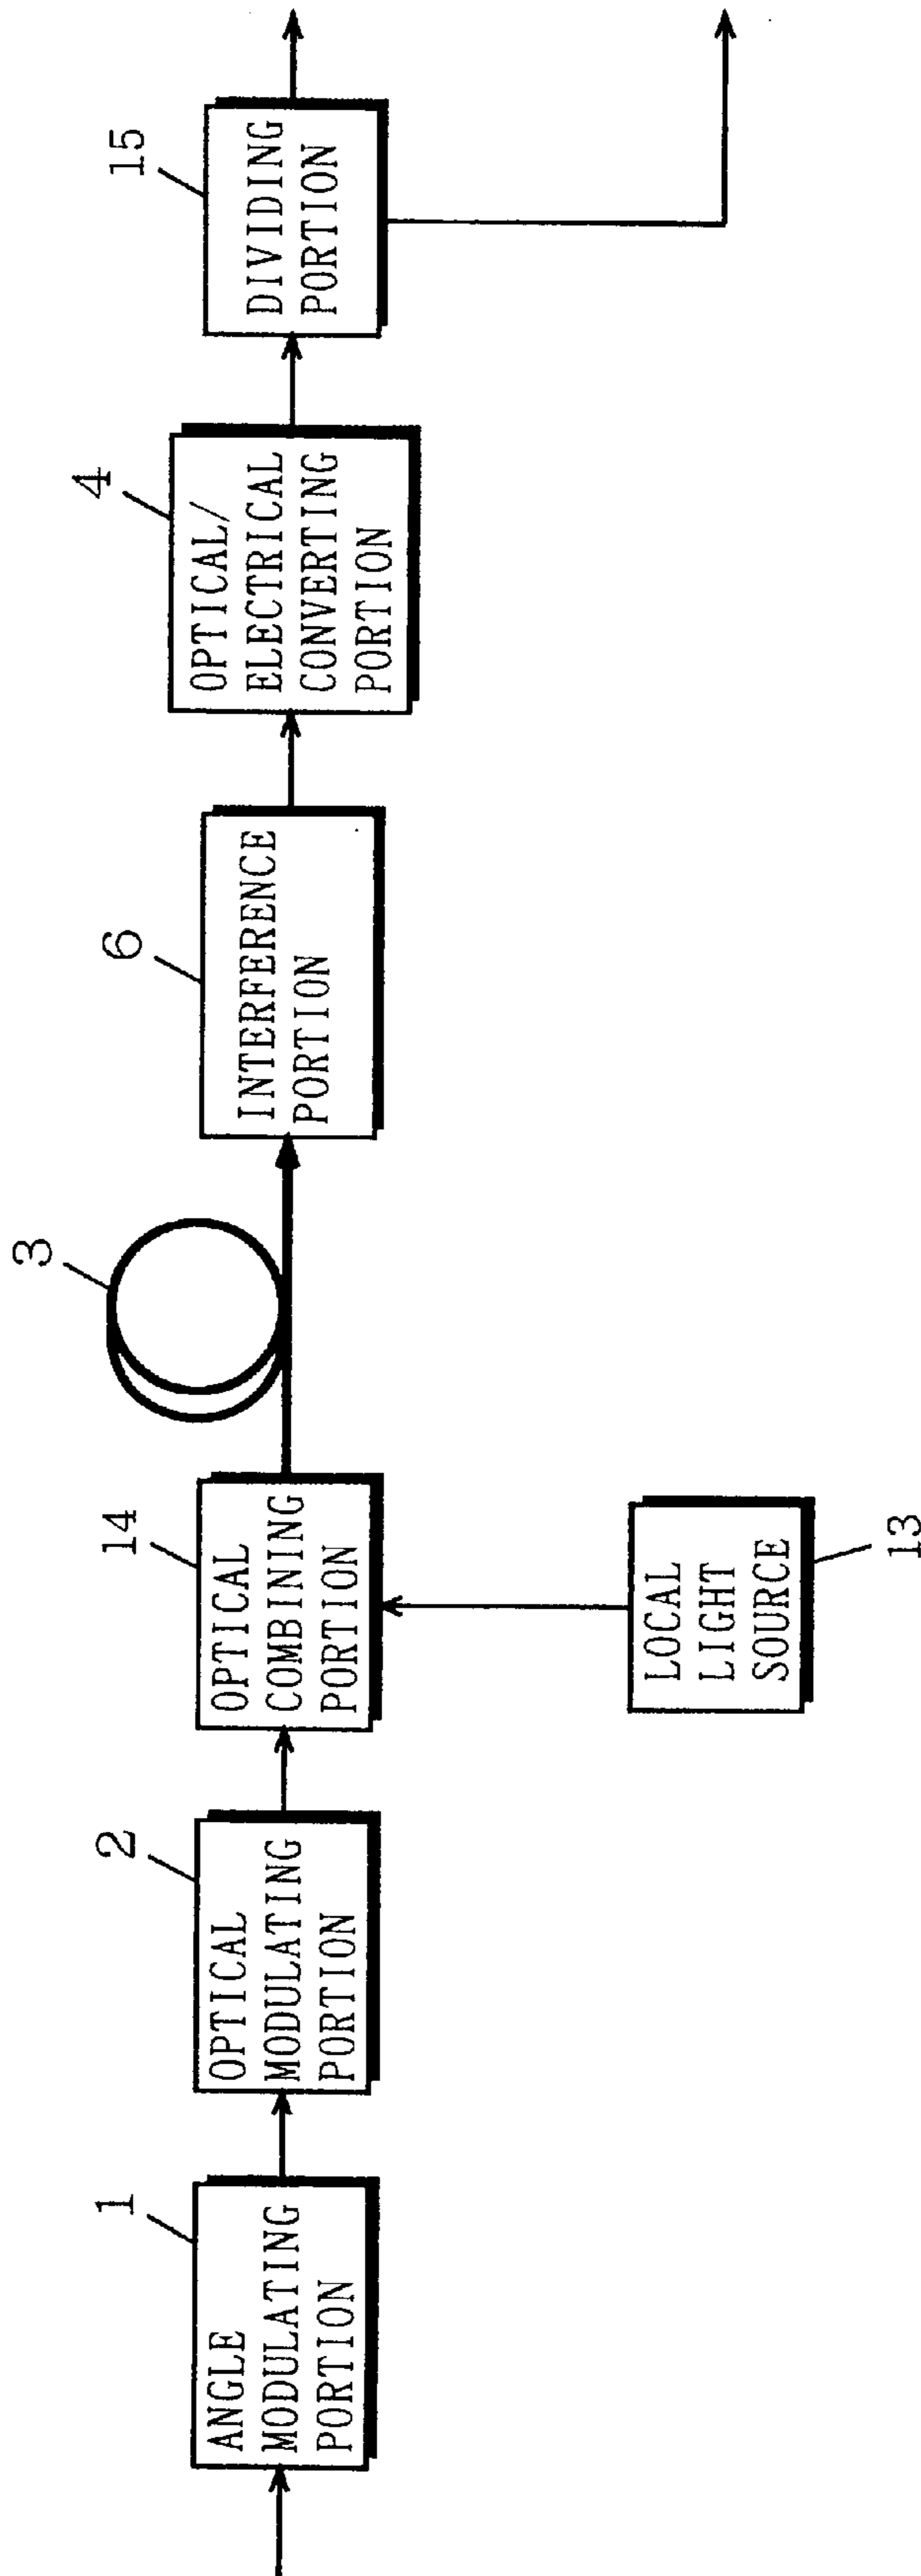 1
ANGLE
MODULATING
PORTION
2
OPTICAL
MODULATING
PORTION
14
OPTICAL
COMBINING
PORTION
LOCAL
LIGHT
SOURCE
13
3
6
INTERFERENCE
PORTION
4
OPTICAL/
ELECTRICAL
CONVERTING
PORTION
15
DIVIDING
PORTION